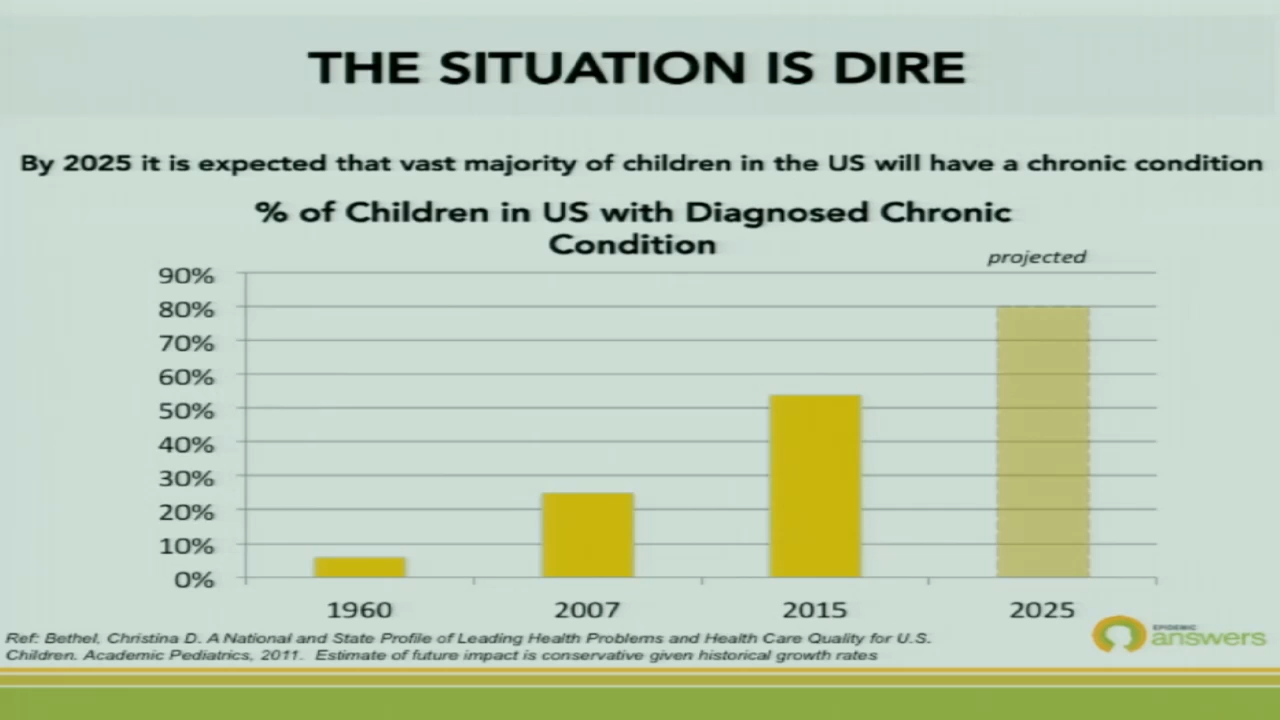 THE SITUATION IS DIRE
By 2025 it is expected that vast majority of children in the US will have a chronic condition
% of Children in US with Diagnosed Chronic
Condition
projected
90%
80%
70%
60%
50%
40%
30%
20%
10%
0%
1960 2007 2015 2025
Ref: Bethel, Christina D. A National and State Profile of Leading Health Problems and Health Care Quality for U.S.
Children. Academic Pediatrics, 2011. Estimate of future impact is conservative given historical growth rates
EPIDEMIC
answers